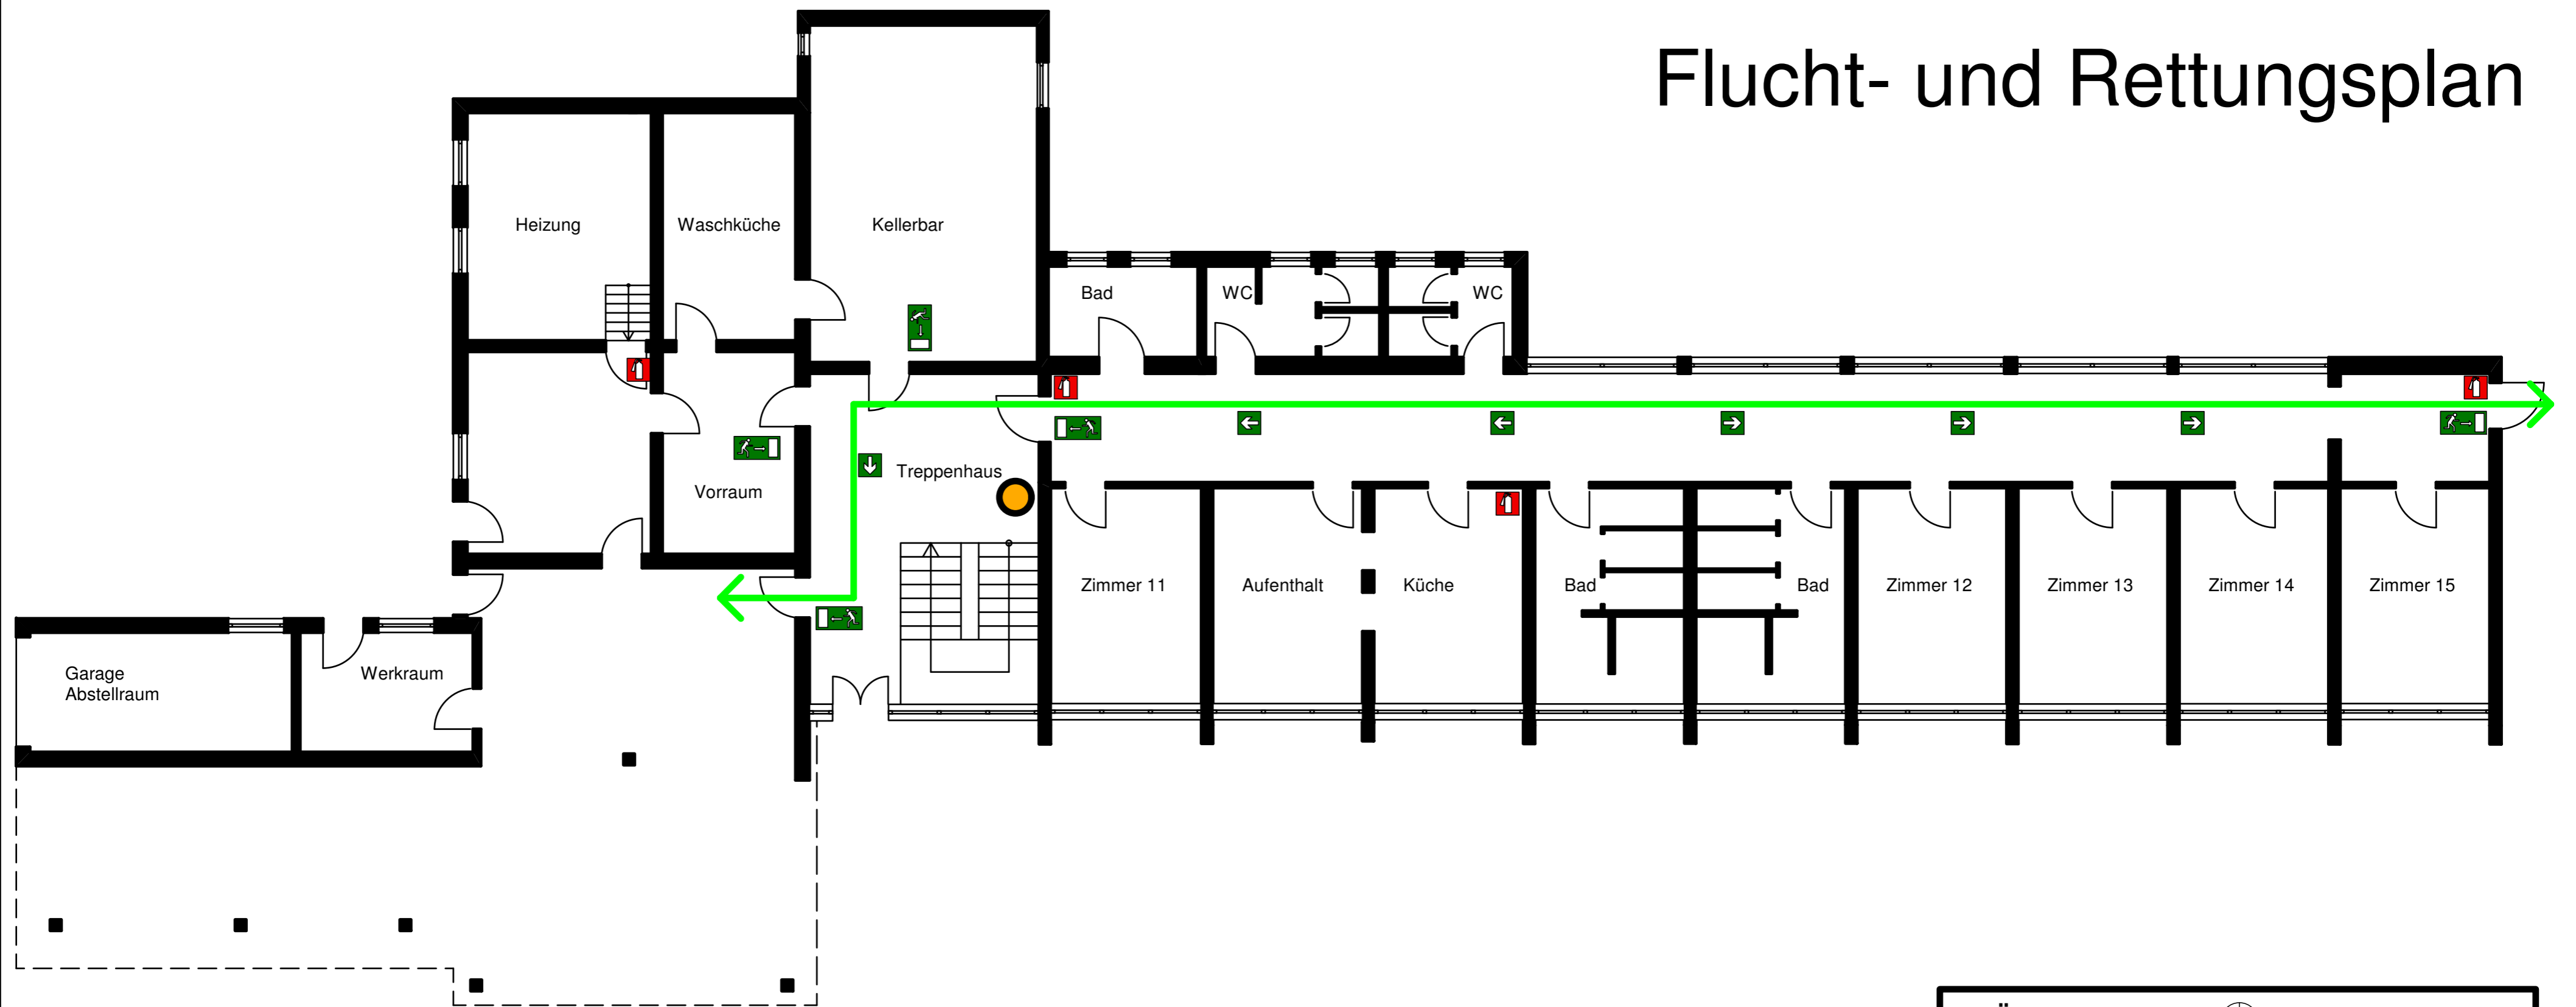 Flucht- und Rettungsplan
Heizung
Waschküche
Kellerbar
Bad
WC
WC
Treppenhaus
Vorraum
Zimmer 11
Aufenthalt
Küche
Bad
Bad
Zimmer 12
Zimmer 13
Zimmer 14
Zimmer 15
Garage
Abstellraum
Werkraum